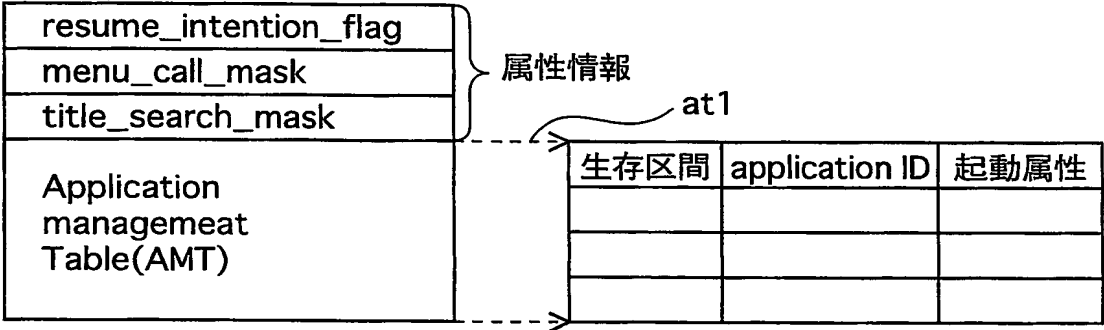 resume_intention_flag
menu_call_mask
title_search_mask
属性情報
at1
Application
managemeat
Table(AMT)
生存区間 application ID 起動属性